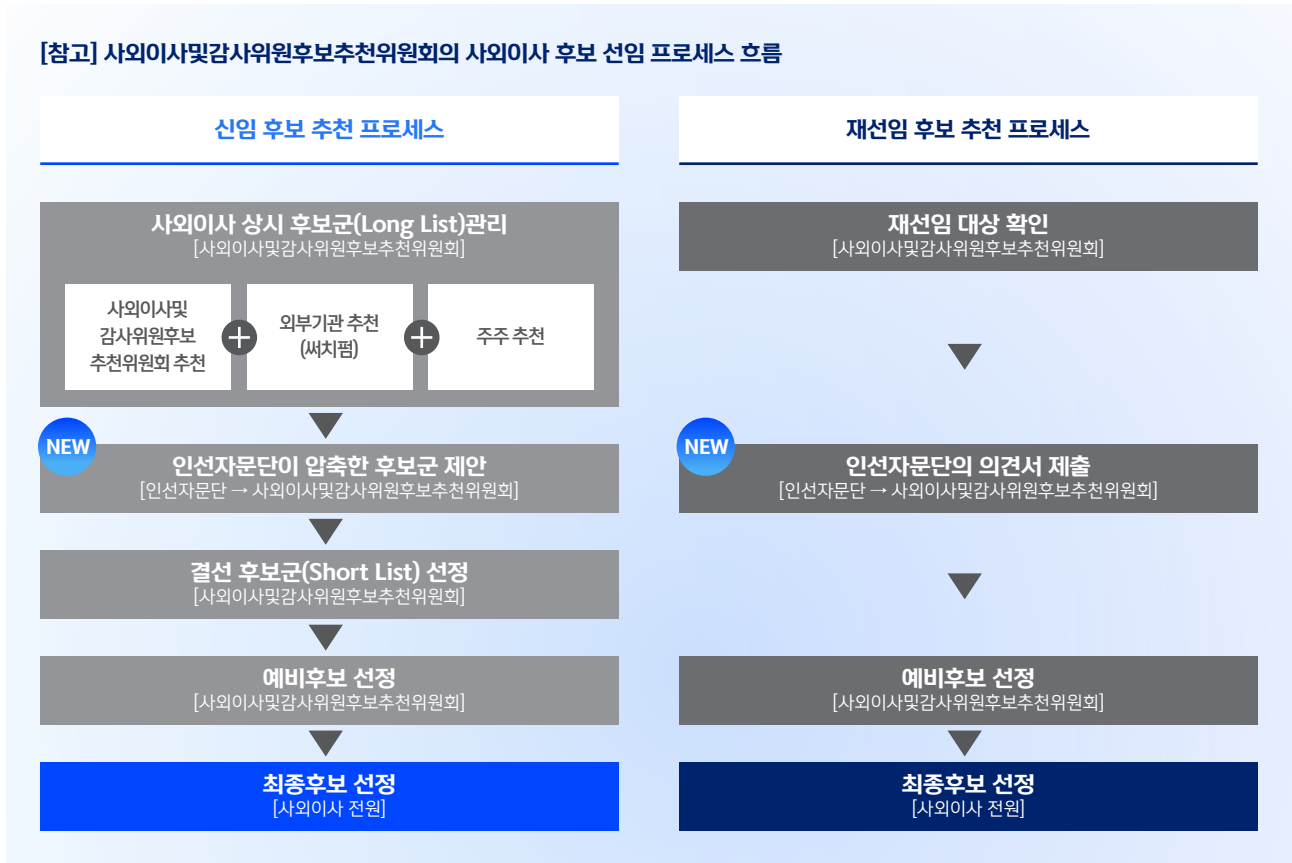 [참고] 사외이사및감사위원후보추천위원회의 사외이사 후보 선임 프로세스 흐름
신임 후보 추천 프로세스
사외이사 상시 후보군(Long List)관리
[사외이사및감사위원후보추천위원회]
사외이사및
감사위원후보
추천위원회 추천
외부기관 추천
(써치펌)
주주 추천
NEW
인선자문단이 압축한 후보군 제안
[인선자문단 → 사외이사및감사위원후보추천위원회]
결선 후보군(Short List) 선정
[사외이사및감사위원후보추천위원회]
예비후보 선정
[사외이사및감사위원후보추천위원회]
최종후보 선정
[사외이사 전원]
재선임 후보 추천 프로세스
재선임 대상 확인
[사외이사및감사위원후보추천위원회]
NEW
인선자문단의 의견서 제출
[인선자문단 → 사외이사및감사위원후보추천위원회]
예비후보 선정
[사외이사및감사위원후보추천위원회]
최종후보 선정
[사외이사 전원]